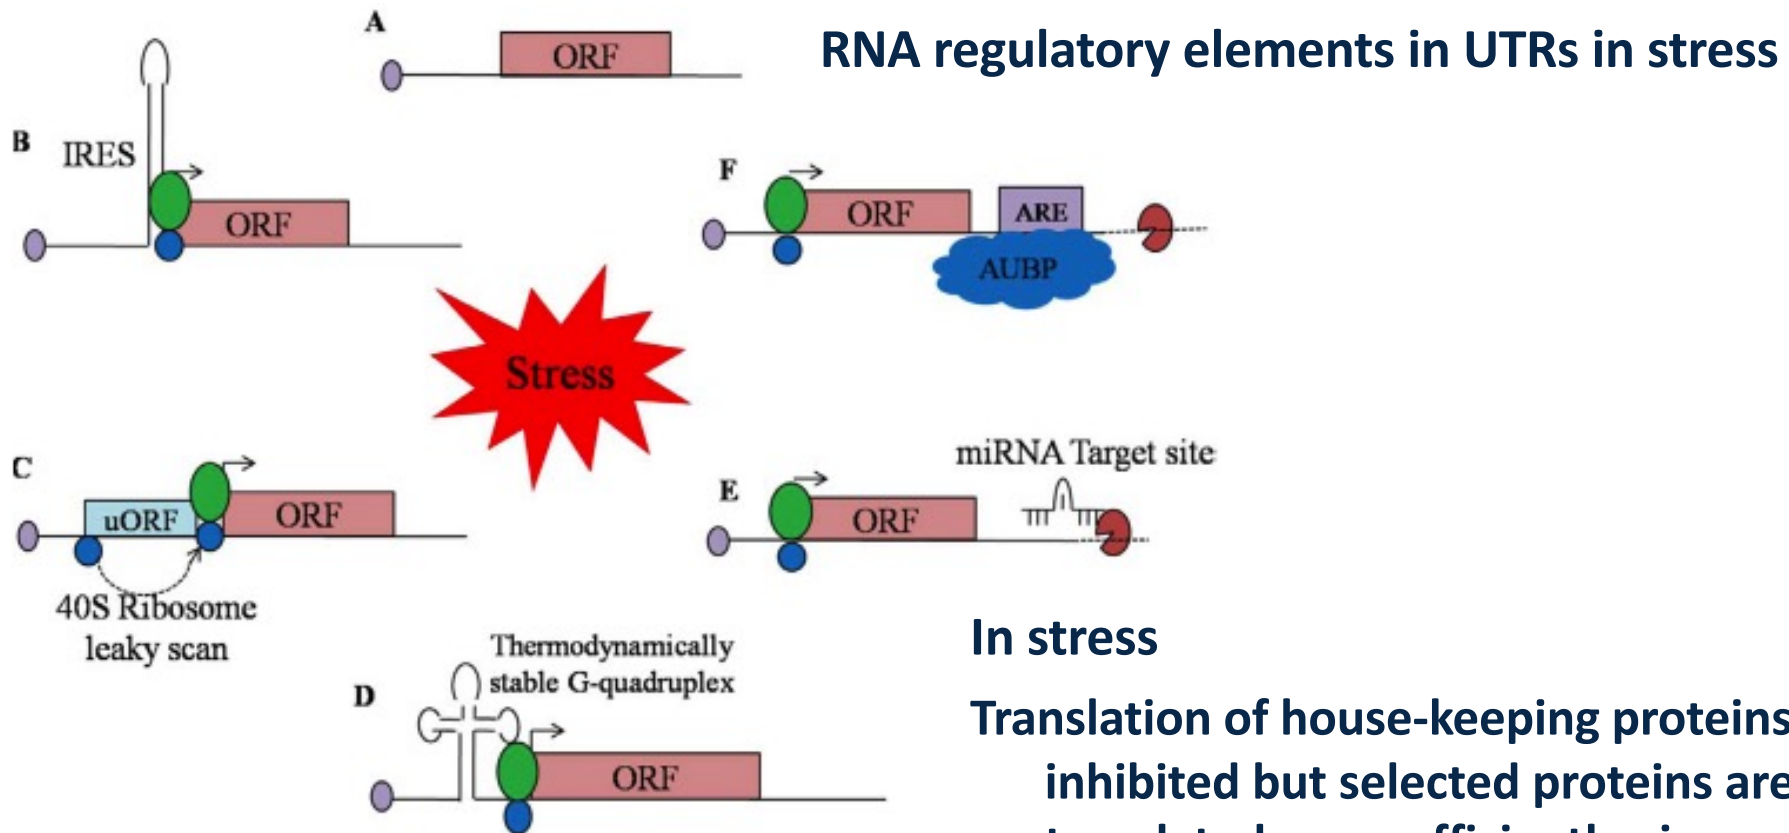 RNA regulatory elements in UTRs in stress
A
ORF
B
IRES
ORF
F
ORF
ARE
AUBP
Stress
C
uORF
ORF
40S Ribosome
leaky scan
miRNA Target site
E
ORF
Thermodynamically
stable G-quadruplex
D
ORF
In stress
Translation of house-keeping proteins
inhibited but selected proteins are